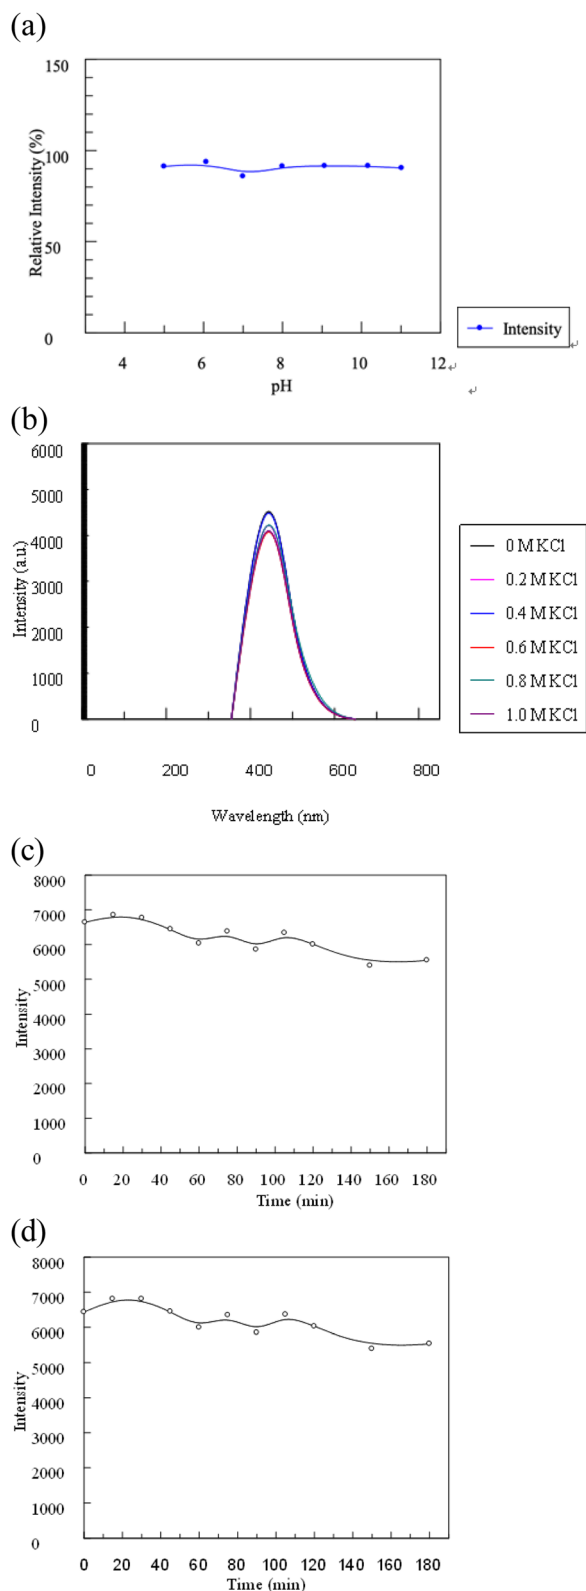 (a)
150
100
50
0
Relative Intensity (%)
4 6 8 10 12
pH
Intensity
(b)
6000
5000
4000
3000
2000
1000
0
Intensity (a.u.)
0 200 400 600 800
Wavelength (nm)
0 M KCl
0.2 M KCl
0.4 M KCl
0.6 M KCl
0.8 M KCl
1.0 M KCl
(c)
8000
7000
6000
5000
4000
3000
2000
1000
0
Intensity
0 20 40 60 80 100 120 140 160 180
Time (min)
(d)
8000
7000
6000
5000
4000
3000
2000
1000
0
Intensity
0 20 40 60 80 100 120 140 160 180
Time (min)